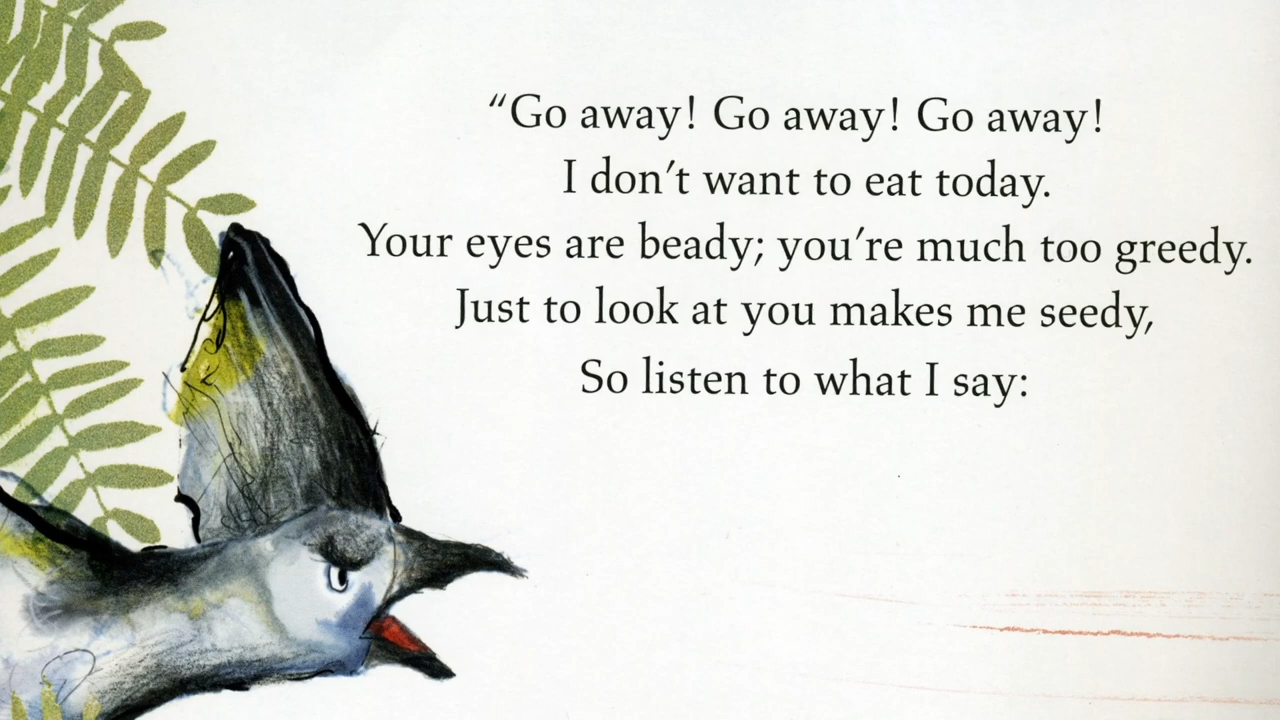 “Go away! Go away! Go away!
I don’t want to eat today.
Your eyes are beady; you’re much too greedy.
Just to look at you makes me seedy,
So listen to what I say: